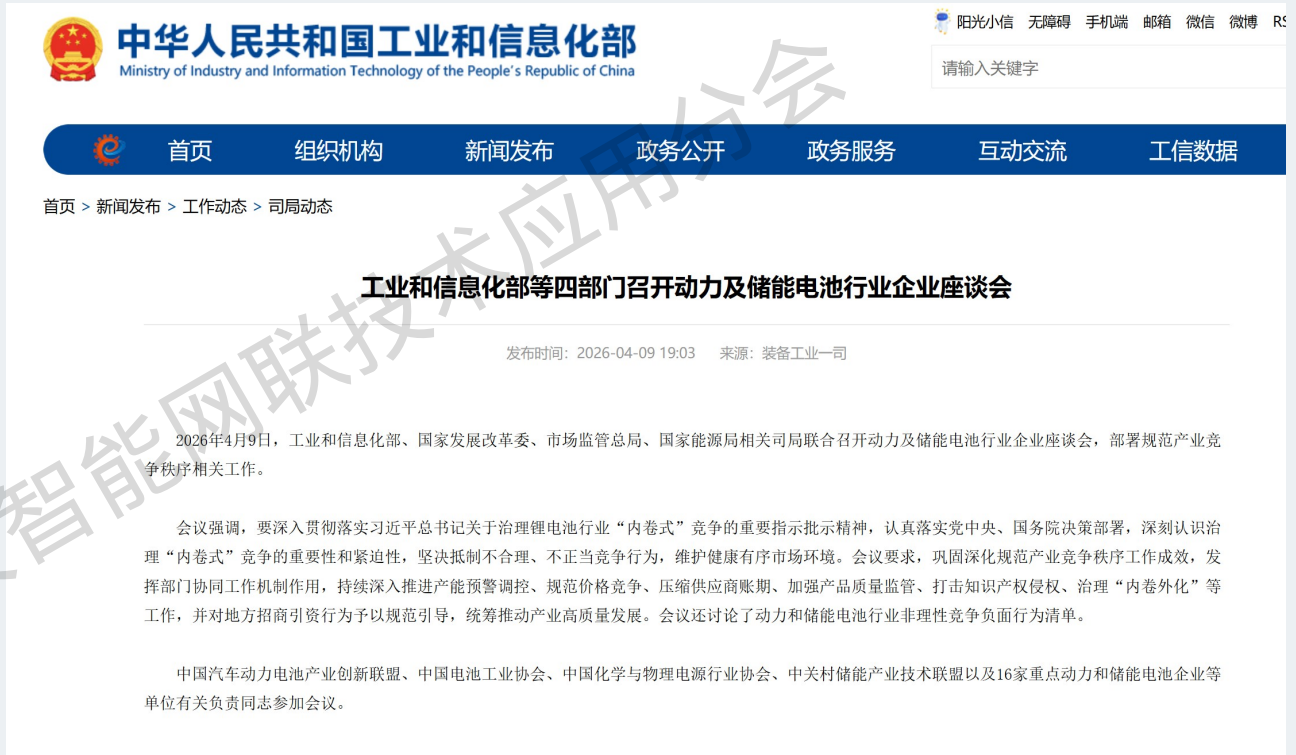 中华人民共和国工业和信息化部
Ministry of Industry and Information Technology of the People's Republic of China
阳光小信 无障碍 手机端 邮箱 微信 微博 RS
请输入关键字
首页 组织机构 新闻发布 政务公开 政务服务 互动交流 工信数据
首页 > 新闻发布 > 工作动态 > 司局动态
工业和信息化部等四部门召开动力及储能电池行业企业座谈会
发布时间：2026-04-09 19:03 来源：装备工业一司
2026年4月9日，工业和信息化部、国家发展改革委、市场监管总局、国家能源局相关司局联合召开动力及储能电池行业企业座谈会，部署规范产业竞
争秩序相关工作。
会议强调，要深入贯彻落实习近平总书记关于治理锂电池行业“内卷式”竞争的重要指示批示精神，认真落实党中央、国务院决策部署，深刻认识治
理“内卷式”竞争的重要性和紧迫性，坚决抵制不合理、不正当竞争行为，维护健康有序市场环境。会议要求，巩固深化规范产业竞争秩序工作成效，发
挥部门协同工作机制作用，持续深入推进产能预警调控、规范价格竞争、压缩供应商账期、加强产品质量监管、打击知识产权侵权、治理“内卷外化”等
工作，并对地方招商引资行为予以规范引导，统筹推动产业高质量发展。会议还讨论了动力和储能电池行业非理性竞争负面行为清单。
中国汽车动力电池产业创新联盟、中国电池工业协会、中国化学与物理电源行业协会、中关村储能产业技术联盟以及16家重点动力和储能电池企业等
单位有关负责同志参加会议。
智能网联技术应用分会